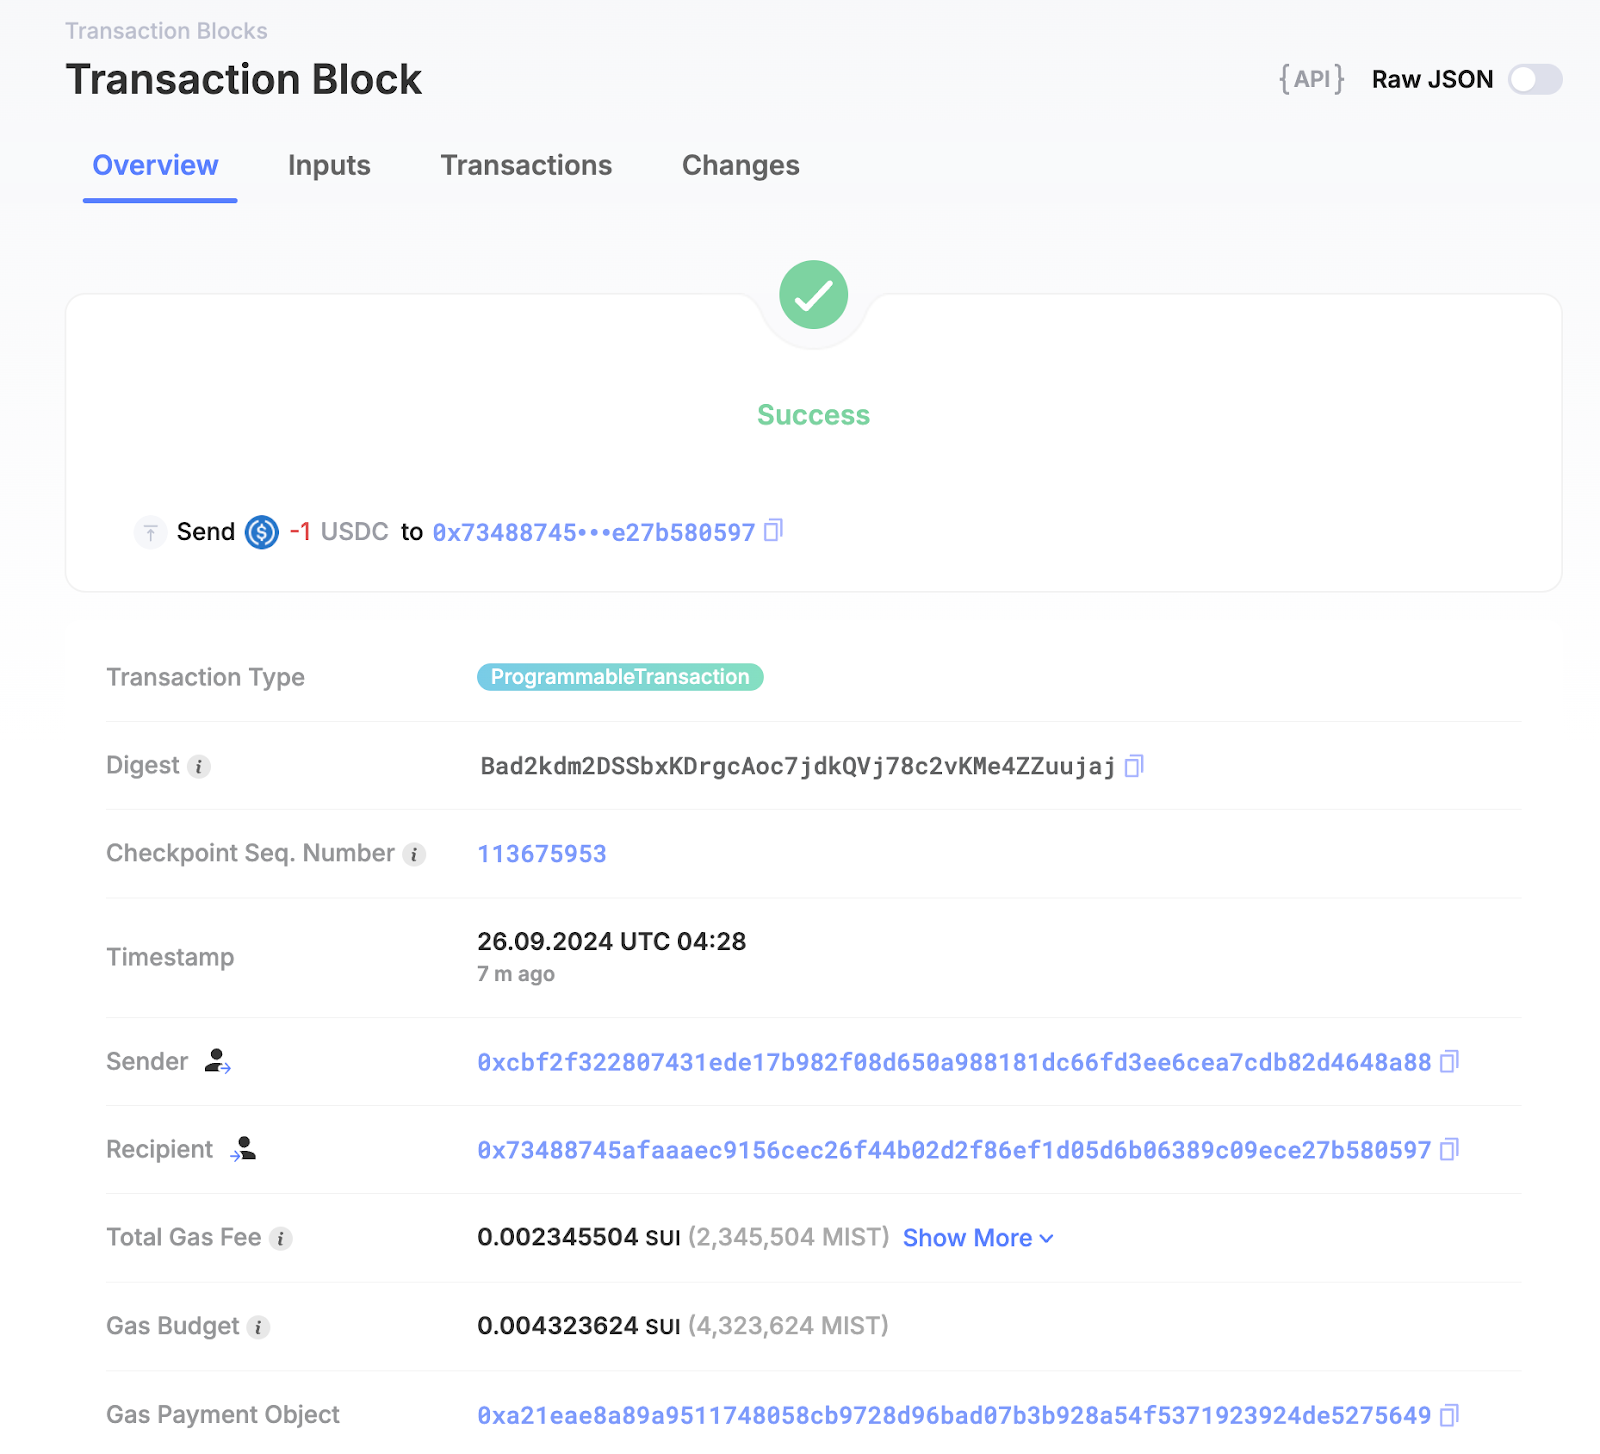 Transaction Blocks
Transaction Block
{API} Raw JSON
Overview Inputs Transactions Changes
Success
Send -1 USDC to 0x73488745•••e27b580597
Transaction Type ProgrammableTransaction
Digest Bad2kdm2DSSbxKDrgcAoc7jdkQVj78c2vKMe4ZZuujaj
Checkpoint Seq. Number 113675953
Timestamp 26.09.2024 UTC 04:28
7 m ago
Sender 0xcbf2f322807431ede17b982f08d650a988181dc66fd3ee6cea7cdb82d4648a88
Recipient 0x73488745afaaaec9156cec26f44b02d2f86ef1d05d6b06389c09ece27b580597
Total Gas Fee 0.002345504 SUI (2,345,504 MIST) Show More
Gas Budget 0.004323624 SUI (4,323,624 MIST)
Gas Payment Object 0xa21eae8a89a9511748058cb9728d96bad07b3b928a54f5371923924de5275649